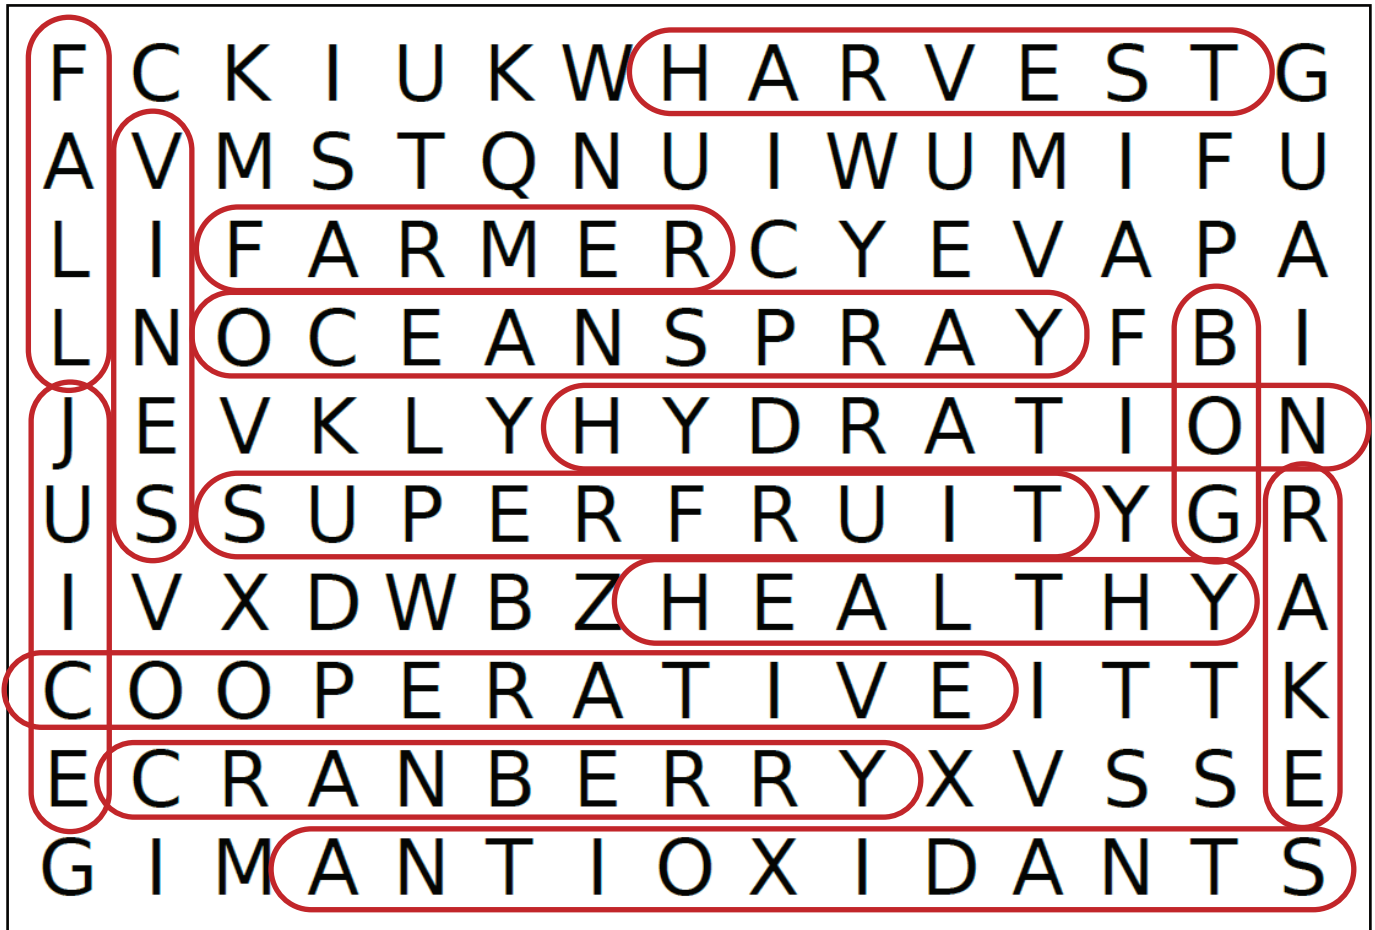 F C K I U K W H A R V E S T G
A V M S T Q N U I W U M I F U
L I F A R M E R C Y E V A P A
L N O C E A N S P R A Y F B I
J E V K L Y H Y D R A T I O N
U S S U P E R F R U I T Y G R
I V X D W B Z H E A L T H Y A
C O O P E R A T I V E I T T K
E C R A N B E R R Y X V S S E
G I M A N T I O X I D A N T S